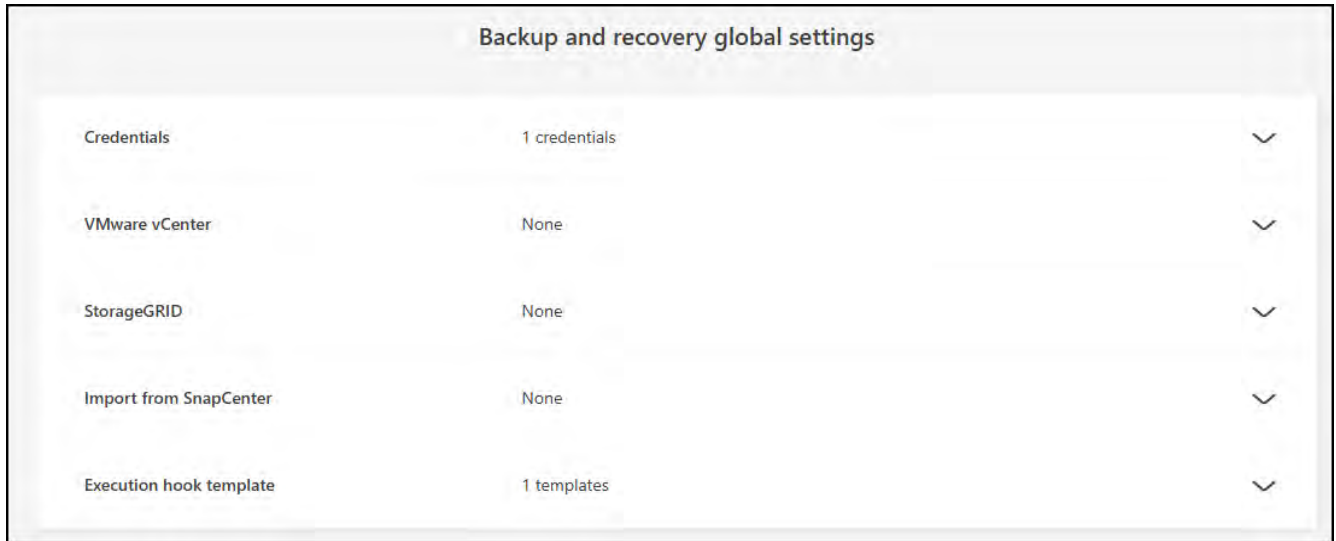 Backup and recovery global settings
Credentials 1 credentials
VMware vCenter None
StorageGRID None
Import from SnapCenter None
Execution hook template 1 templates